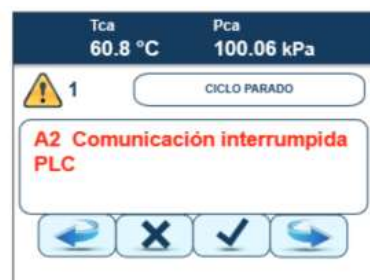 Tca Pca
60.8 °C 100.06 kPa
1 CICLO PARADO
A2 Comunicación interrumpida
PLC